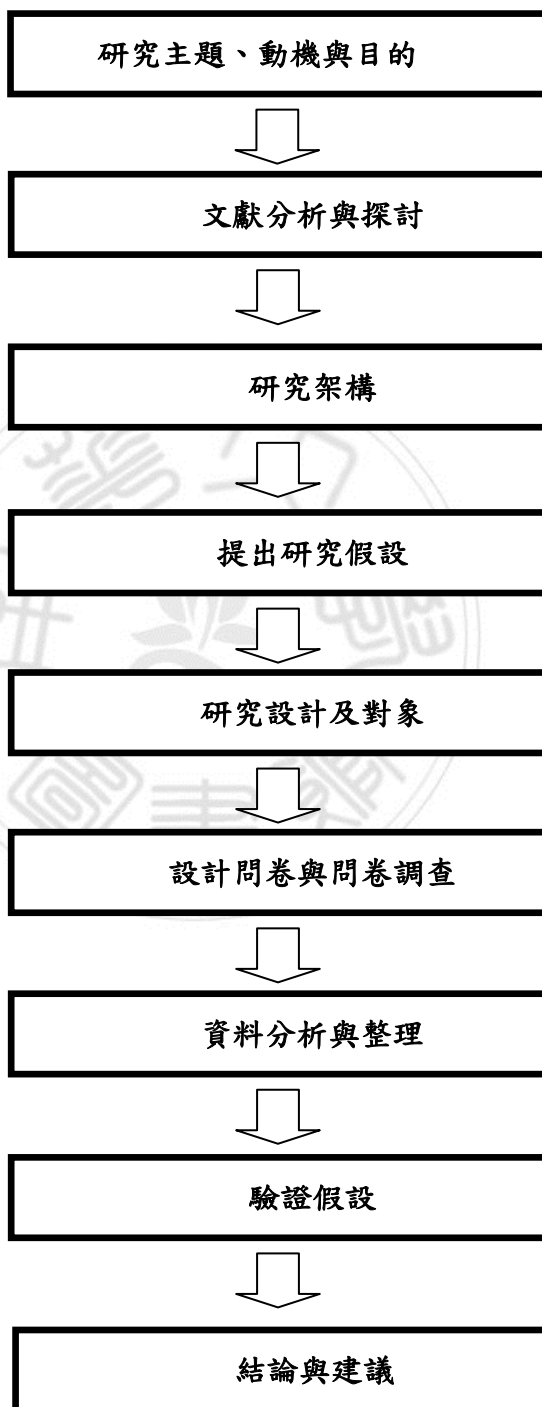 研究主題、動機與目的
文獻分析與探討
研究架構
提出研究假設
研究設計及對象
設計問卷與問卷調查
資料分析與整理
驗證假設
結論與建議